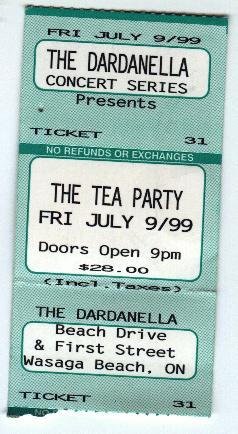 FRI JULY 9/99
THE DARDANELLA
CONCERT SERIES
Presents
TICKET 31
NO REFUNDS OR EXCHANGES
THE TEA PARTY
FRI JULY 9/99
Doors Open 9pm
$28.00
(Incl.Taxes)
THE DARDANELLA
Beach Drive
& First Street
Wasaga Beach, ON
TICKET 31
NO